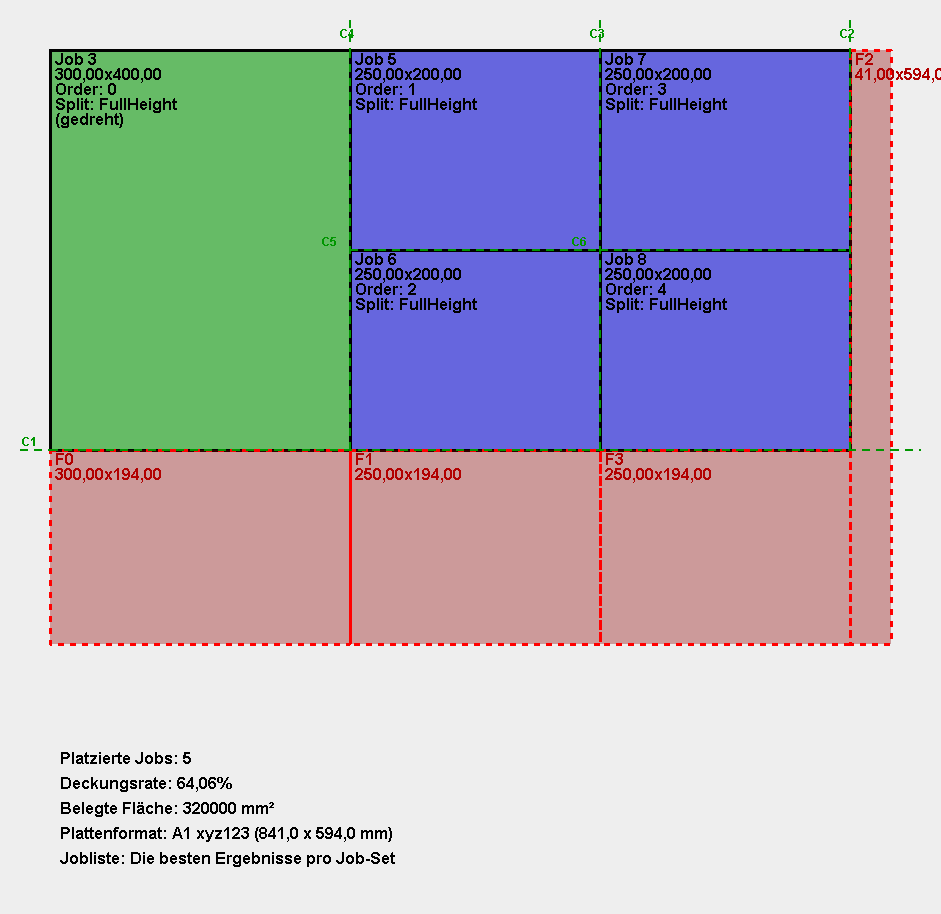 C4
C3
C2
Job 3
300,00x400,00
Order: 0
Split: FullHeight
(gedreht)
Job 5
250,00x200,00
Order: 1
Split: FullHeight
Job 7
250,00x200,00
Order: 3
Split: FullHeight
F2
41,00x594,0
C5
C6
Job 6
250,00x200,00
Order: 2
Split: FullHeight
Job 8
250,00x200,00
Order: 4
Split: FullHeight
C1
F0
300,00x194,00
F1
250,00x194,00
F3
250,00x194,00
Platzierte Jobs: 5
Deckungsrate: 64,06%
Belegte Fläche: 320000 mm²
Plattenformat: A1 xyz123 (841,0 x 594,0 mm)
Jobliste: Die besten Ergebnisse pro Job-Set